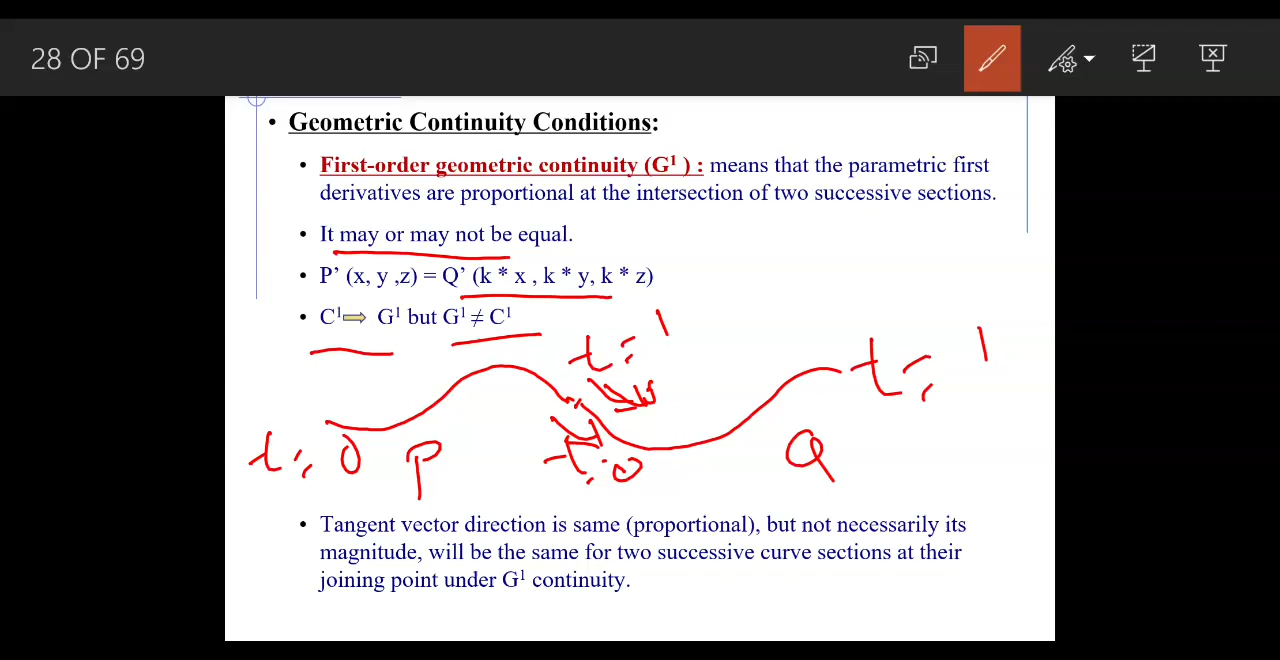 28 OF 69
• Geometric Continuity Conditions:
• First-order geometric continuity (G¹ ) : means that the parametric first
derivatives are proportional at the intersection of two successive sections.
• It may or may not be equal.
• P’ (x, y ,z) = Q’ (k * x , k * y, k * z)
• C¹⇨ G¹ but G¹ ≠ C¹
t = 1
t = 1
t = 0
P
t = 0
Q
• Tangent vector direction is same (proportional), but not necessarily its
magnitude, will be the same for two successive curve sections at their
joining point under G¹ continuity.